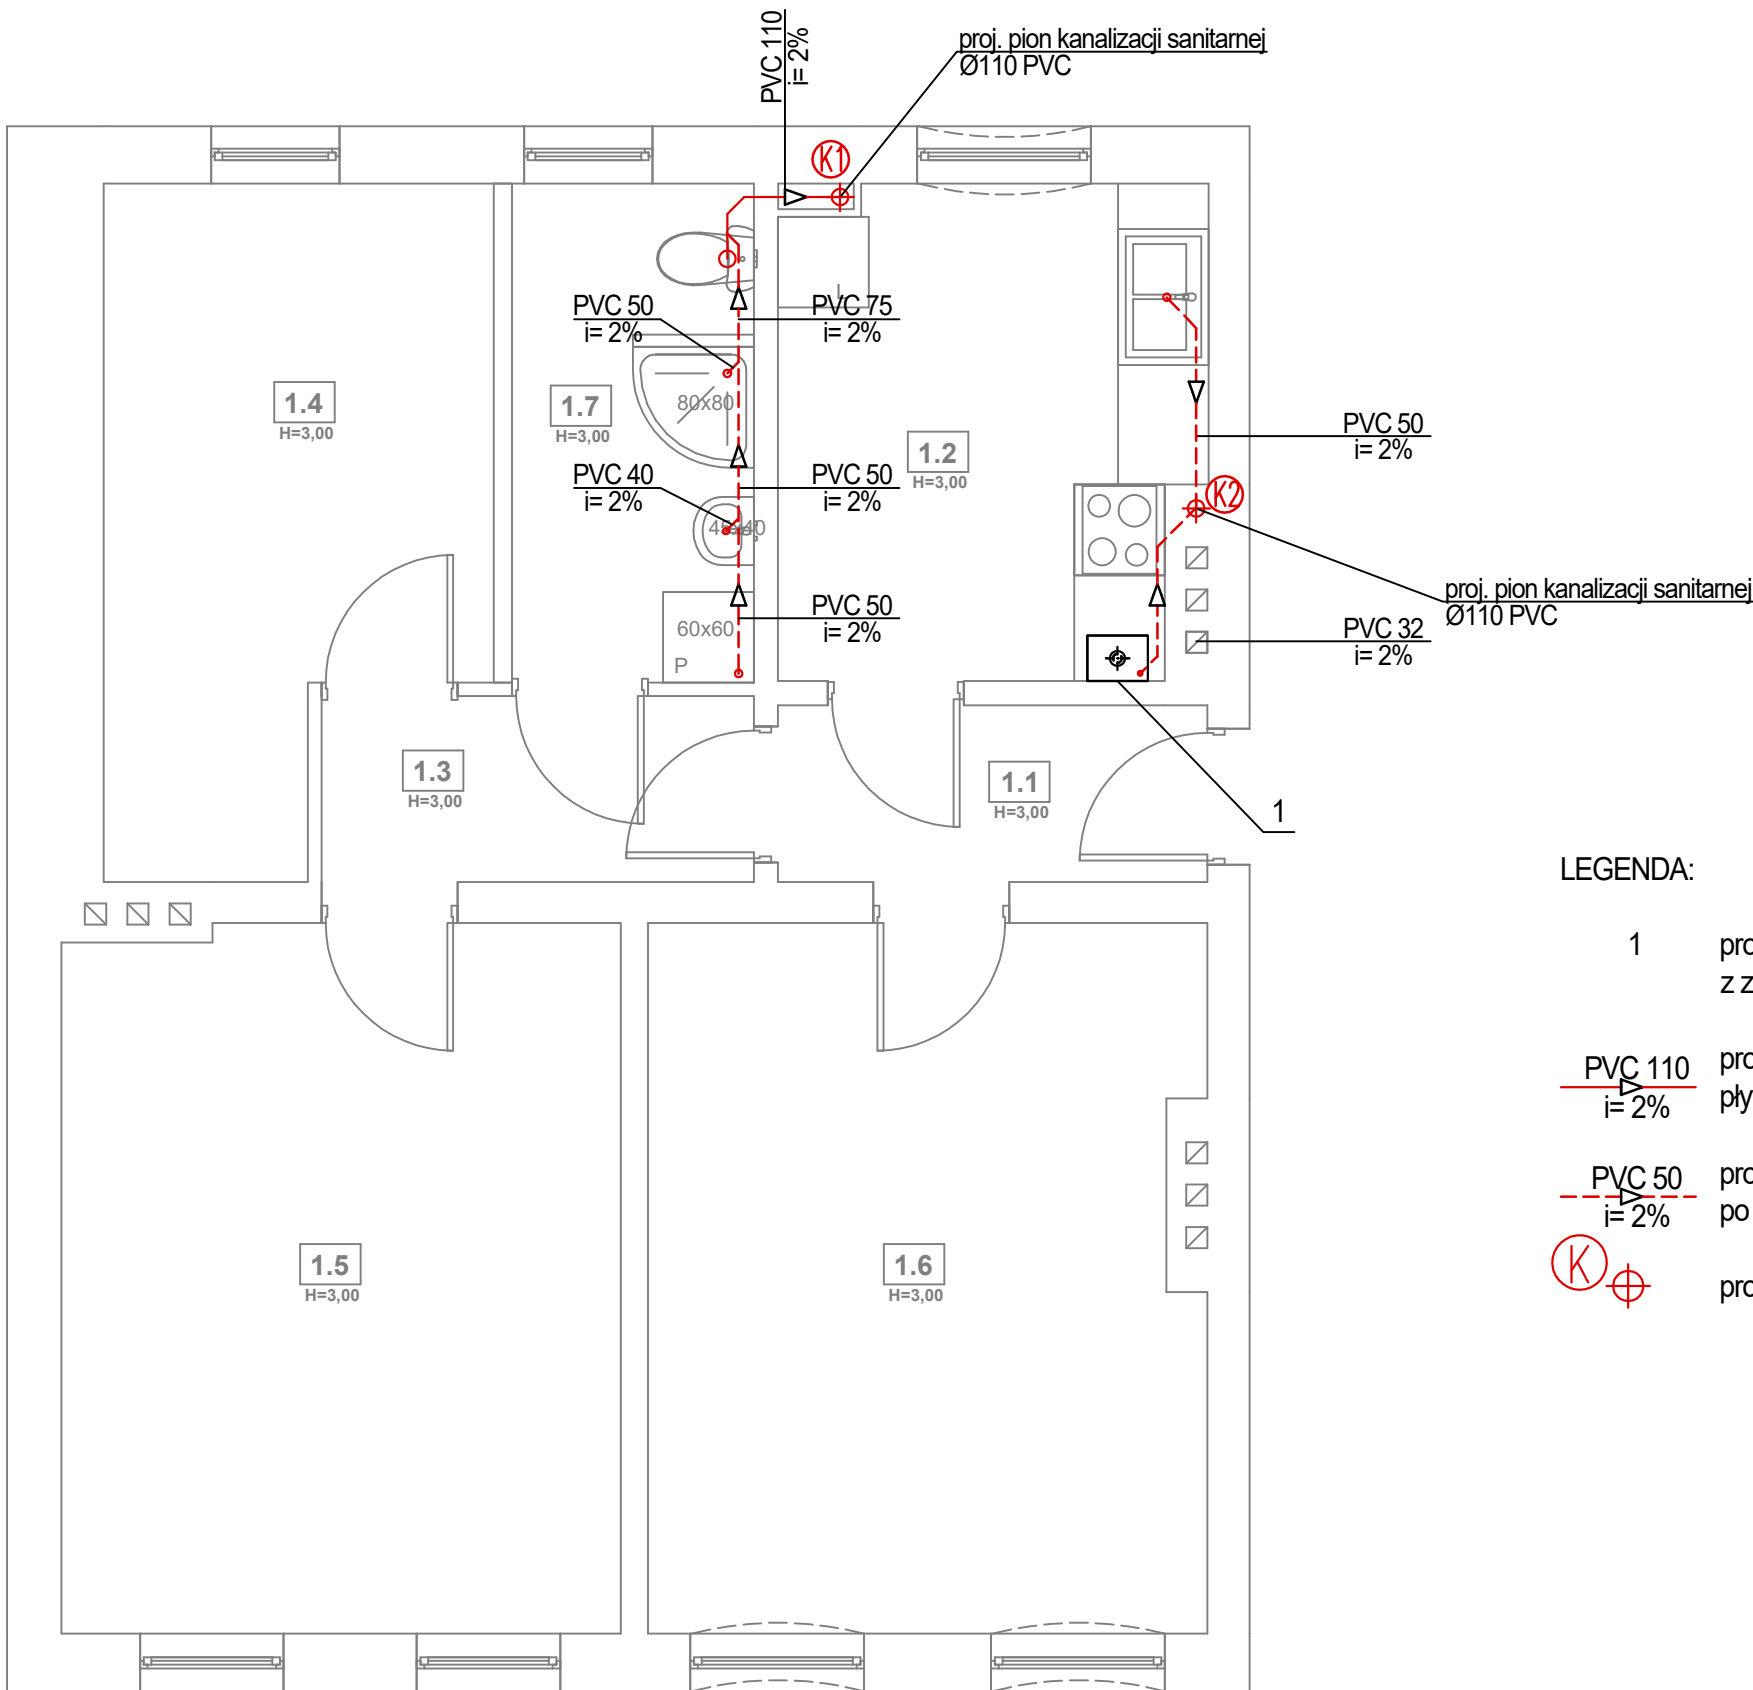 PVC 110
i= 2%
proj. pion kanalizacji sanitarnej
Ø110 PVC
K1
PVC 50
i= 2%
PVC 75
i= 2%
L
1.4
H=3,00
1.7
H=3,00
80x80
1.2
H=3,00
PVC 50
i= 2%
PVC 40
i= 2%
PVC 50
i= 2%
K2
45x40
proj. pion kanalizacji sanitarnej
Ø110 PVC
60x60
P
PVC 50
i= 2%
PVC 32
i= 2%
1.3
H=3,00
1.1
H=3,00
1
LEGENDA:
1
z z
PVC 110
i= 2%
PVC 50
i= 2%
po
K
1.5
H=3,00
1.6
H=3,00